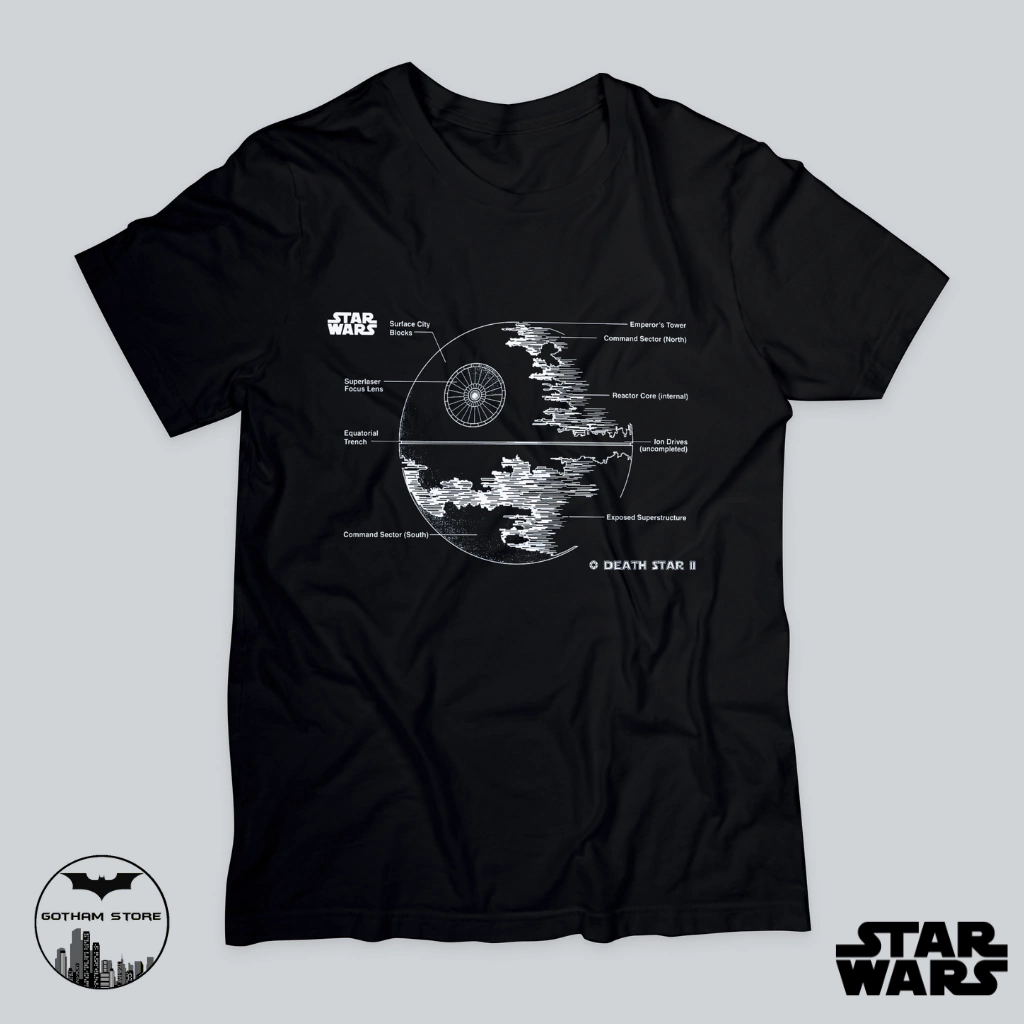 STAR
WARS
Surface City
Blocks
Emperor's Tower
Command Sector (North)
Superlaser
Focus Lens
Reactor Core (internal)
Equatorial
Trench
Ion Drives
(uncompleted)
Exposed Superstructure
Command Sector (South)
DEATH STAR II
GOTHAM STORE
STAR
WARS